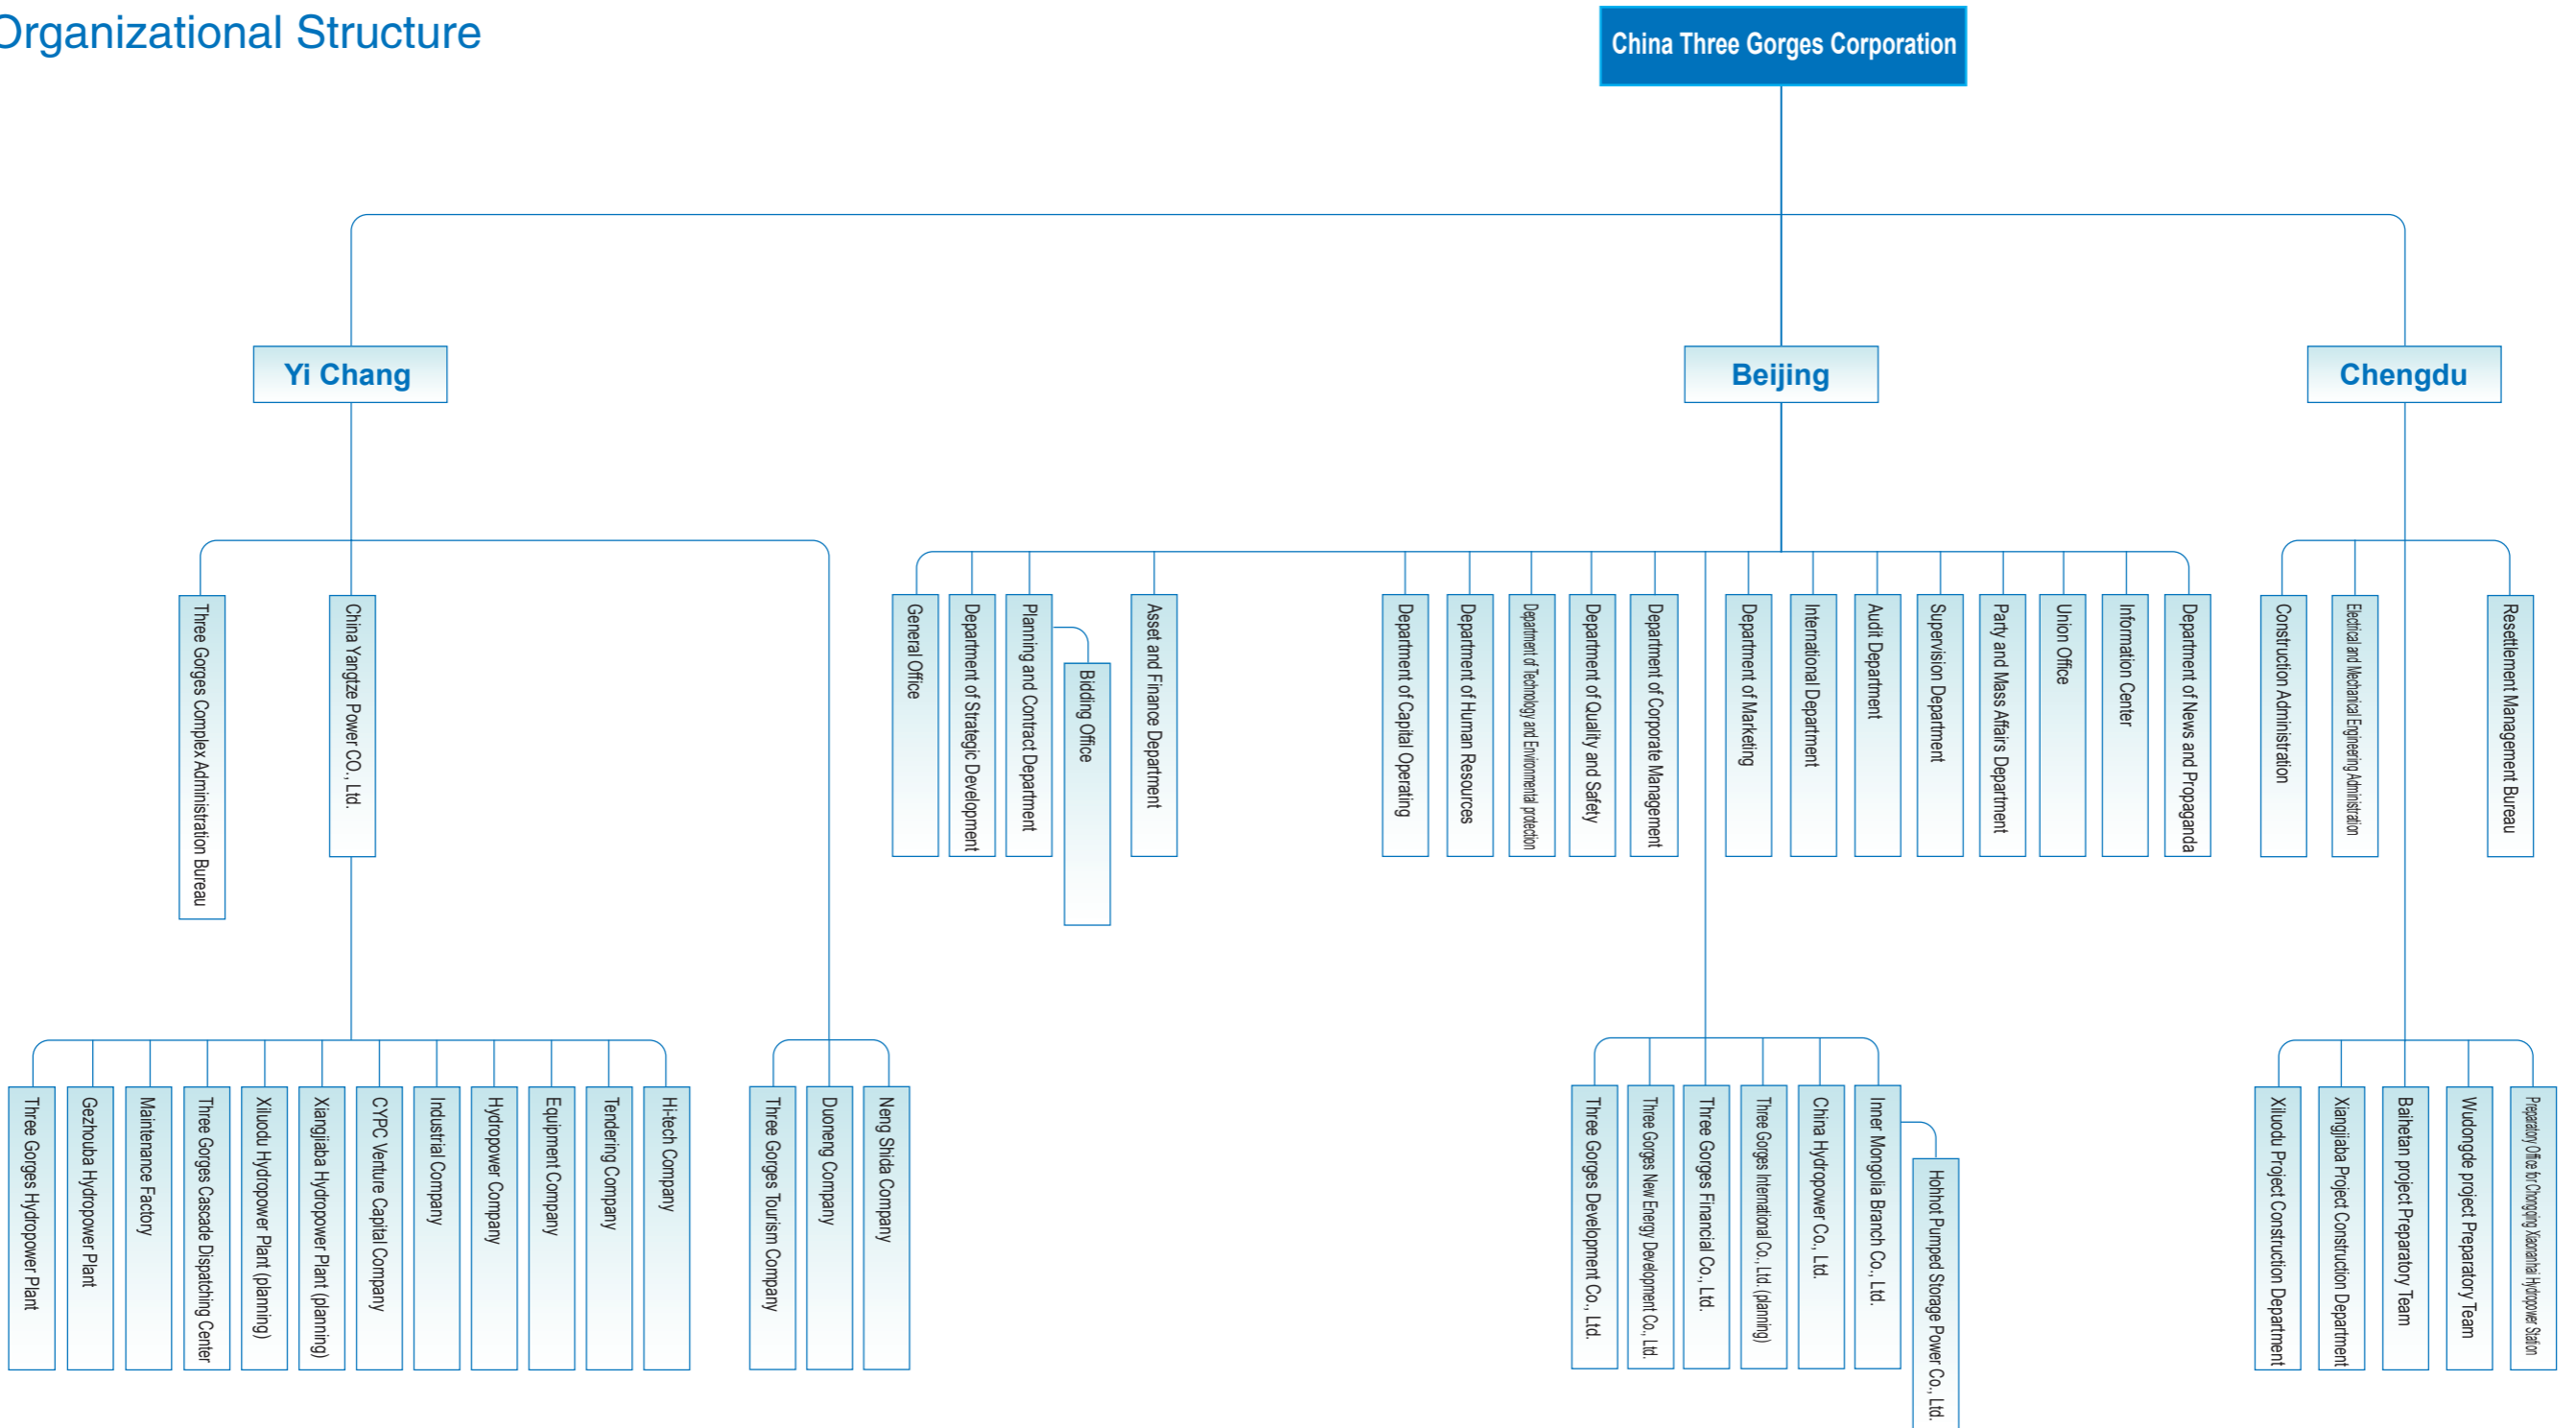 Organizational Structure
China Three Gorges Corporation
Yi Chang
Beijing
Chengdu
Three Gorges Complex Administration Bureau
China Yangtze Power CO., Ltd.
General Office
Department of Strategic Development
Planning and Contract Department
Bidding Office
Asset and Finance Department
Department of Capital Operating
Department of Human Resources
Department of Technology and Environmental protection
Department of Quality and Safety
Department of Corporate Management
Department of Marketing
International Department
Audit Department
Supervision Department
Party and Mass Affairs Department
Union Office
Information Center
Department of News and Propaganda
Construction Administration
Electrical and Mechanical Engineering Administration
Resettlement Management Bureau
Three Gorges Hydropower Plant
Gezhouba Hydropower Plant
Maintenance Factory
Three Gorges Cascade Dispatching Center
Xiluodu Hydropower Plant (planning)
Xiangjiaba Hydropower Plant (planning)
CYPC Venture Capital Company
Industrial Company
Hydropower Company
Equipment Company
Tendering Company
Hi-tech Company
Three Gorges Tourism Company
Duoneng Company
Neng Shida Company
Three Gorges Development Co., Ltd.
Three Gorges New Energy Development Co., Ltd.
Three Gorges Financial Co., Ltd.
Three Gorges International Co., Ltd. (planning)
China Hydropower Co., Ltd.
Inner Mongolia Branch Co., Ltd.
Hohhot Pumped Storage Power Co., Ltd.
Xiluodu Project Construction Department
Xiangjiaba Project Construction Department
Baihetan project Preparatory Team
Wudongde project Preparatory Team
Preparatory Office for Chongqing Xiaonanhai Hydropower Station